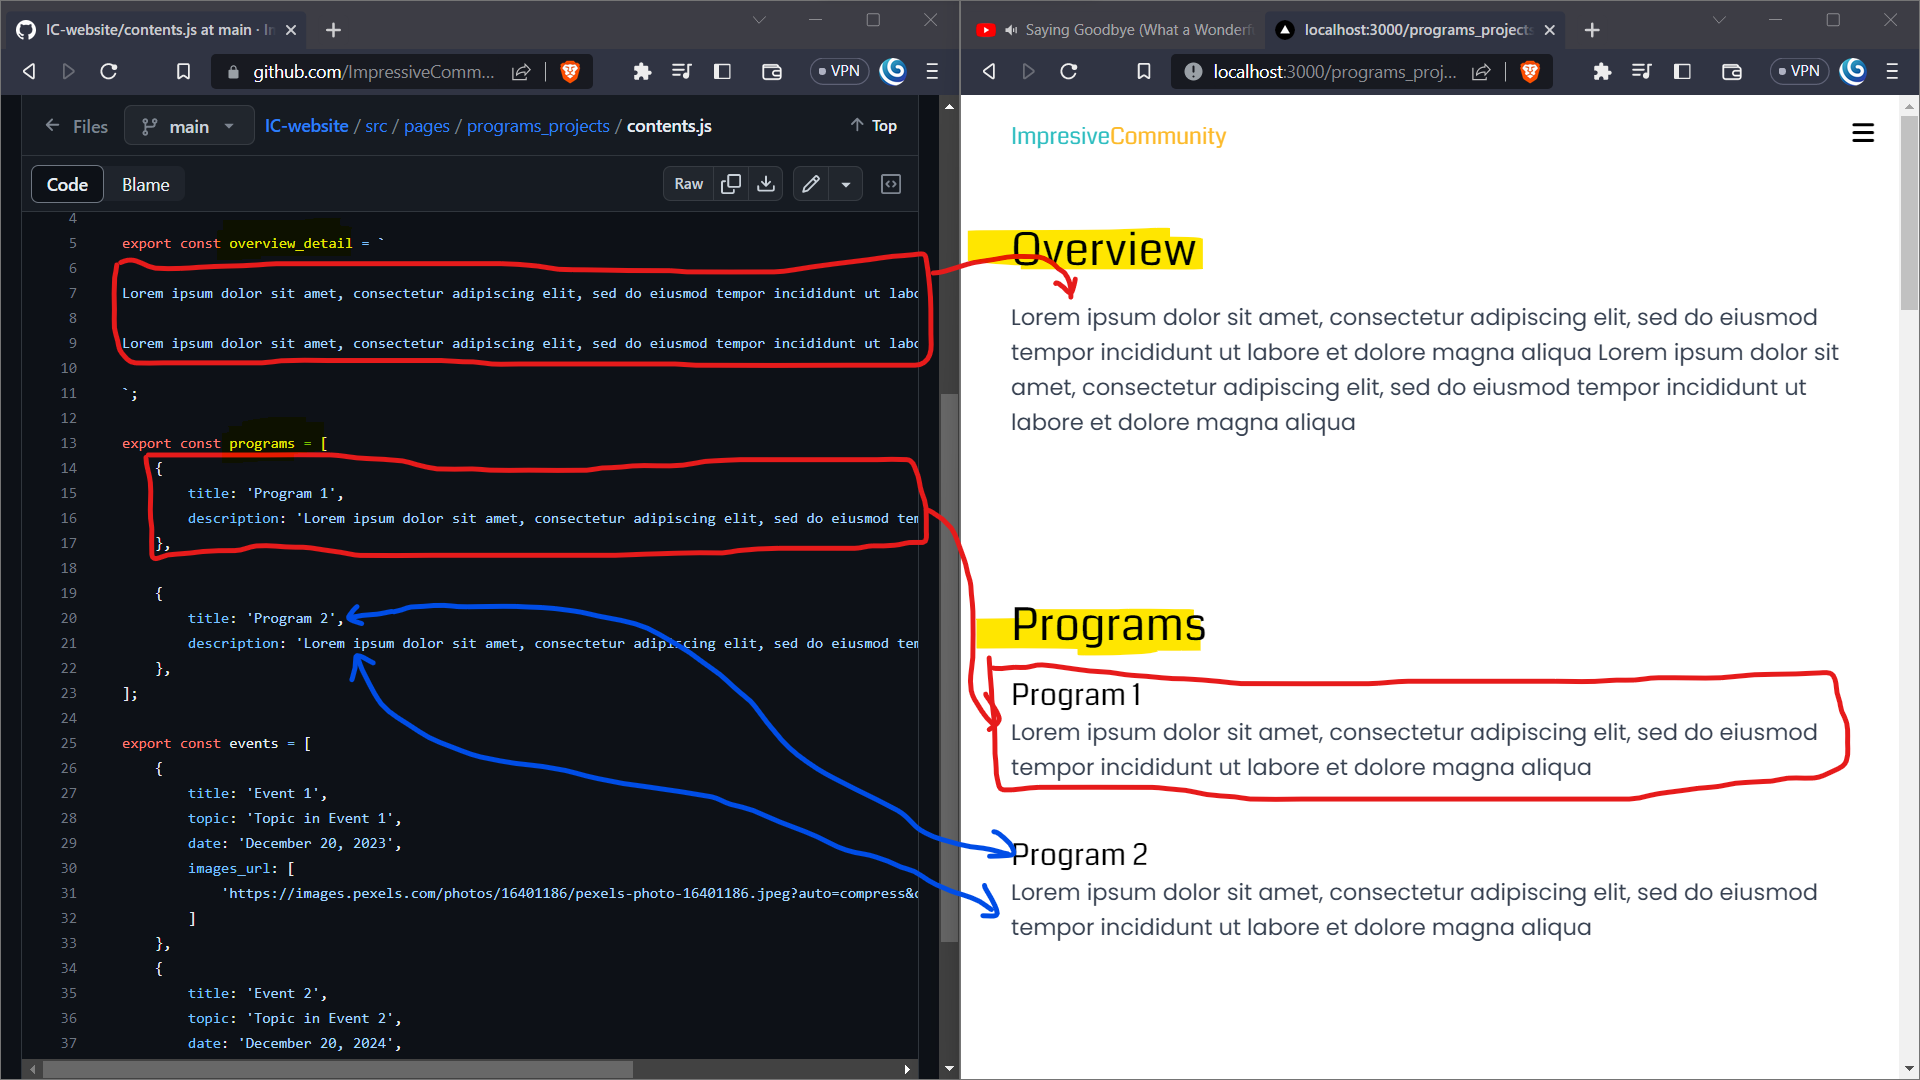 IC-website/contents.js at main · In
github.com/ImpressiveComm...
VPN
Files
main
IC-website / src / pages / programs_projects / contents.js
Top
Code
Blame
Raw
4
5 export const overview_detail = `
6
7 Lorem ipsum dolor sit amet, consectetur adipiscing elit, sed do eiusmod tempor incididunt ut labo
8
9 Lorem ipsum dolor sit amet, consectetur adipiscing elit, sed do eiusmod tempor incididunt ut labo
10
11 `;
12
13 export const programs = [
14 {
15 title: 'Program 1',
16 description: 'Lorem ipsum dolor sit amet, consectetur adipiscing elit, sed do eiusmod tem
17 },
18
19 {
20 title: 'Program 2',
21 description: 'Lorem ipsum dolor sit amet, consectetur adipiscing elit, sed do eiusmod tem
22 },
23 ];
24
25 export const events = [
26 {
27 title: 'Event 1',
28 topic: 'Topic in Event 1',
29 date: 'December 20, 2023',
30 images_url: [
31 'https://images.pexels.com/photos/16401186/pexels-photo-16401186.jpeg?auto=compress&c
32 ]
33 },
34 {
35 title: 'Event 2',
36 topic: 'Topic in Event 2',
37 date: 'December 20, 2024',
Saying Goodbye (What a Wonderf
localhost:3000/programs_projects
localhost:3000/programs_proj...
VPN
ImpresiveCommunity
Overview
Lorem ipsum dolor sit amet, consectetur adipiscing elit, sed do eiusmod
tempor incididunt ut labore et dolore magna aliqua Lorem ipsum dolor sit
amet, consectetur adipiscing elit, sed do eiusmod tempor incididunt ut
labore et dolore magna aliqua
Programs
Program 1
Lorem ipsum dolor sit amet, consectetur adipiscing elit, sed do eiusmod
tempor incididunt ut labore et dolore magna aliqua
Program 2
Lorem ipsum dolor sit amet, consectetur adipiscing elit, sed do eiusmod
tempor incididunt ut labore et dolore magna aliqua